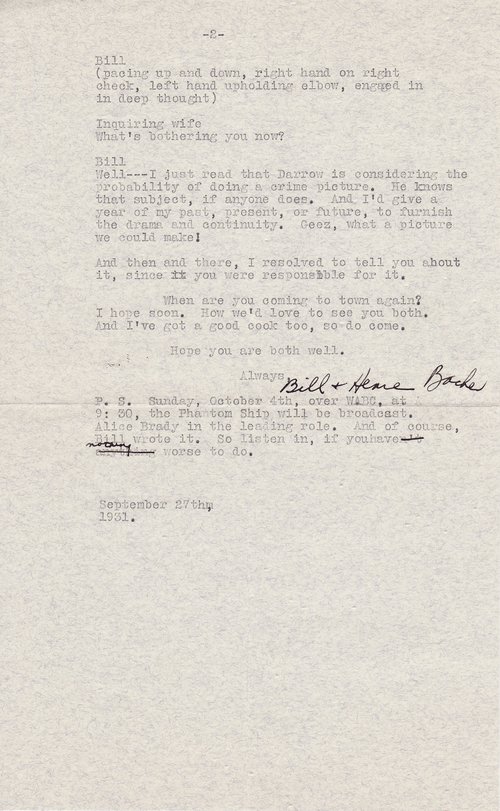 -2-
Bill
(pacing up and down, right hand on right
cheek, left hand upholding elbow, engaed in
in deep thought)
Inquiring wife
What's bothering you now?
Bill
Well---I just read that Darrow is considering the
probability of doing a crime picture. He knows
that subject, if anyone does. And I'd give a
year of my past, present, or future, to furnish
the drama and continuity. Geez, what a picture
we could make!
And then and there, I resolved to tell you about
it, since it you were responsible for it.
When are you coming to town again?
I hope soon. How we'd love to see you both.
And I've got a good cook too, so do come.
Hope you are both well.
Always,
Bill + Hene Bache
P. S. Sunday, October 4th, over WABC, at
9: 30, the Phantom Ship will be broadcast.
Alice Brady in the leading role. And of course,
Bill wrote it. So listen in, if youhave
nothing
anything worse to do.
September 27thm
1931.